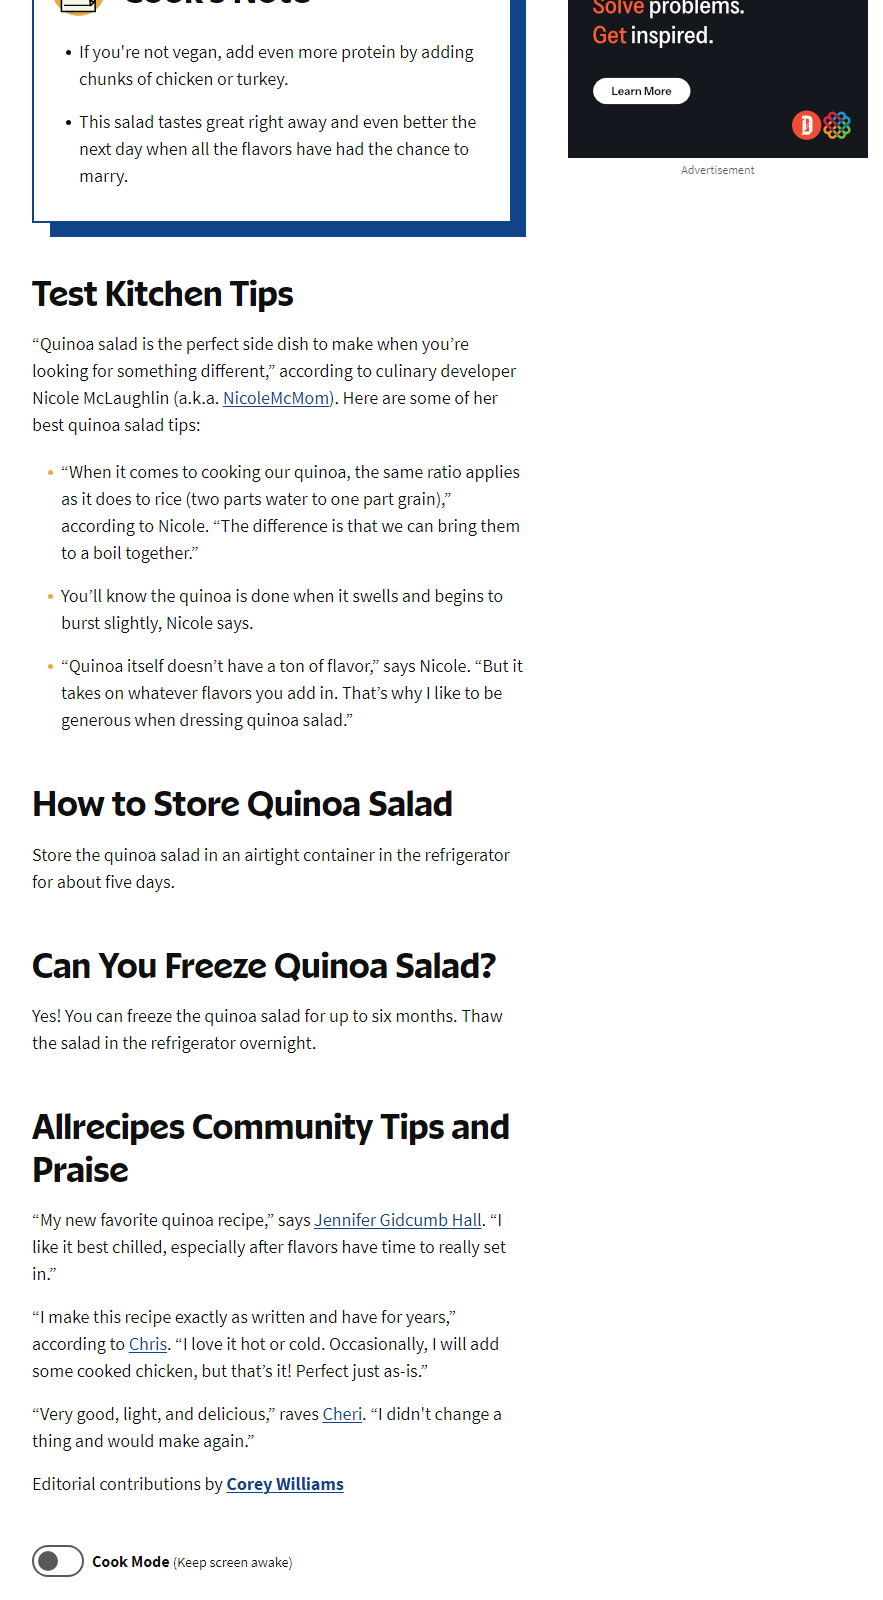 Cook's Note
• If you're not vegan, add even more protein by adding
chunks of chicken or turkey.
• This salad tastes great right away and even better the
next day when all the flavors have had the chance to
marry.
Solve problems.
Get inspired.
Learn More
Advertisement
Test Kitchen Tips
“Quinoa salad is the perfect side dish to make when you’re
looking for something different,” according to culinary developer
Nicole McLaughlin (a.k.a. NicoleMcMom). Here are some of her
best quinoa salad tips:
• “When it comes to cooking our quinoa, the same ratio applies
as it does to rice (two parts water to one part grain),”
according to Nicole. “The difference is that we can bring them
to a boil together.”
• You’ll know the quinoa is done when it swells and begins to
burst slightly, Nicole says.
• “Quinoa itself doesn’t have a ton of flavor,” says Nicole. “But it
takes on whatever flavors you add in. That’s why I like to be
generous when dressing quinoa salad.”
How to Store Quinoa Salad
Store the quinoa salad in an airtight container in the refrigerator
for about five days.
Can You Freeze Quinoa Salad?
Yes! You can freeze the quinoa salad for up to six months. Thaw
the salad in the refrigerator overnight.
Allrecipes Community Tips and
Praise
“My new favorite quinoa recipe,” says Jennifer Gidcumb Hall. “I
like it best chilled, especially after flavors have time to really set
in.”
“I make this recipe exactly as written and have for years,”
according to Chris. “I love it hot or cold. Occasionally, I will add
some cooked chicken, but that’s it! Perfect just as-is.”
“Very good, light, and delicious,” raves Cheri. “I didn't change a
thing and would make again.”
Editorial contributions by Corey Williams
Cook Mode (Keep screen awake)